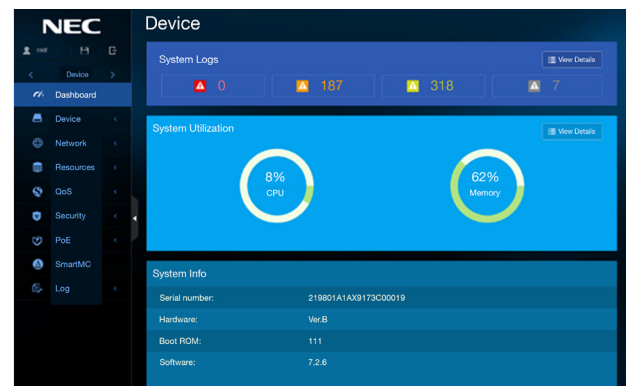 NEC
Device
root
Device
Dashboard
Device
Network
Resources
QoS
Security
PoE
SmartMC
Log
System Logs
View Details
0
187
318
7
System Utilization
View Details
8%
CPU
62%
Memory
System Info
Serial number: 219801A1AX9173C00019
Hardware: Ver.B
Boot ROM: 111
Software: 7.2.6